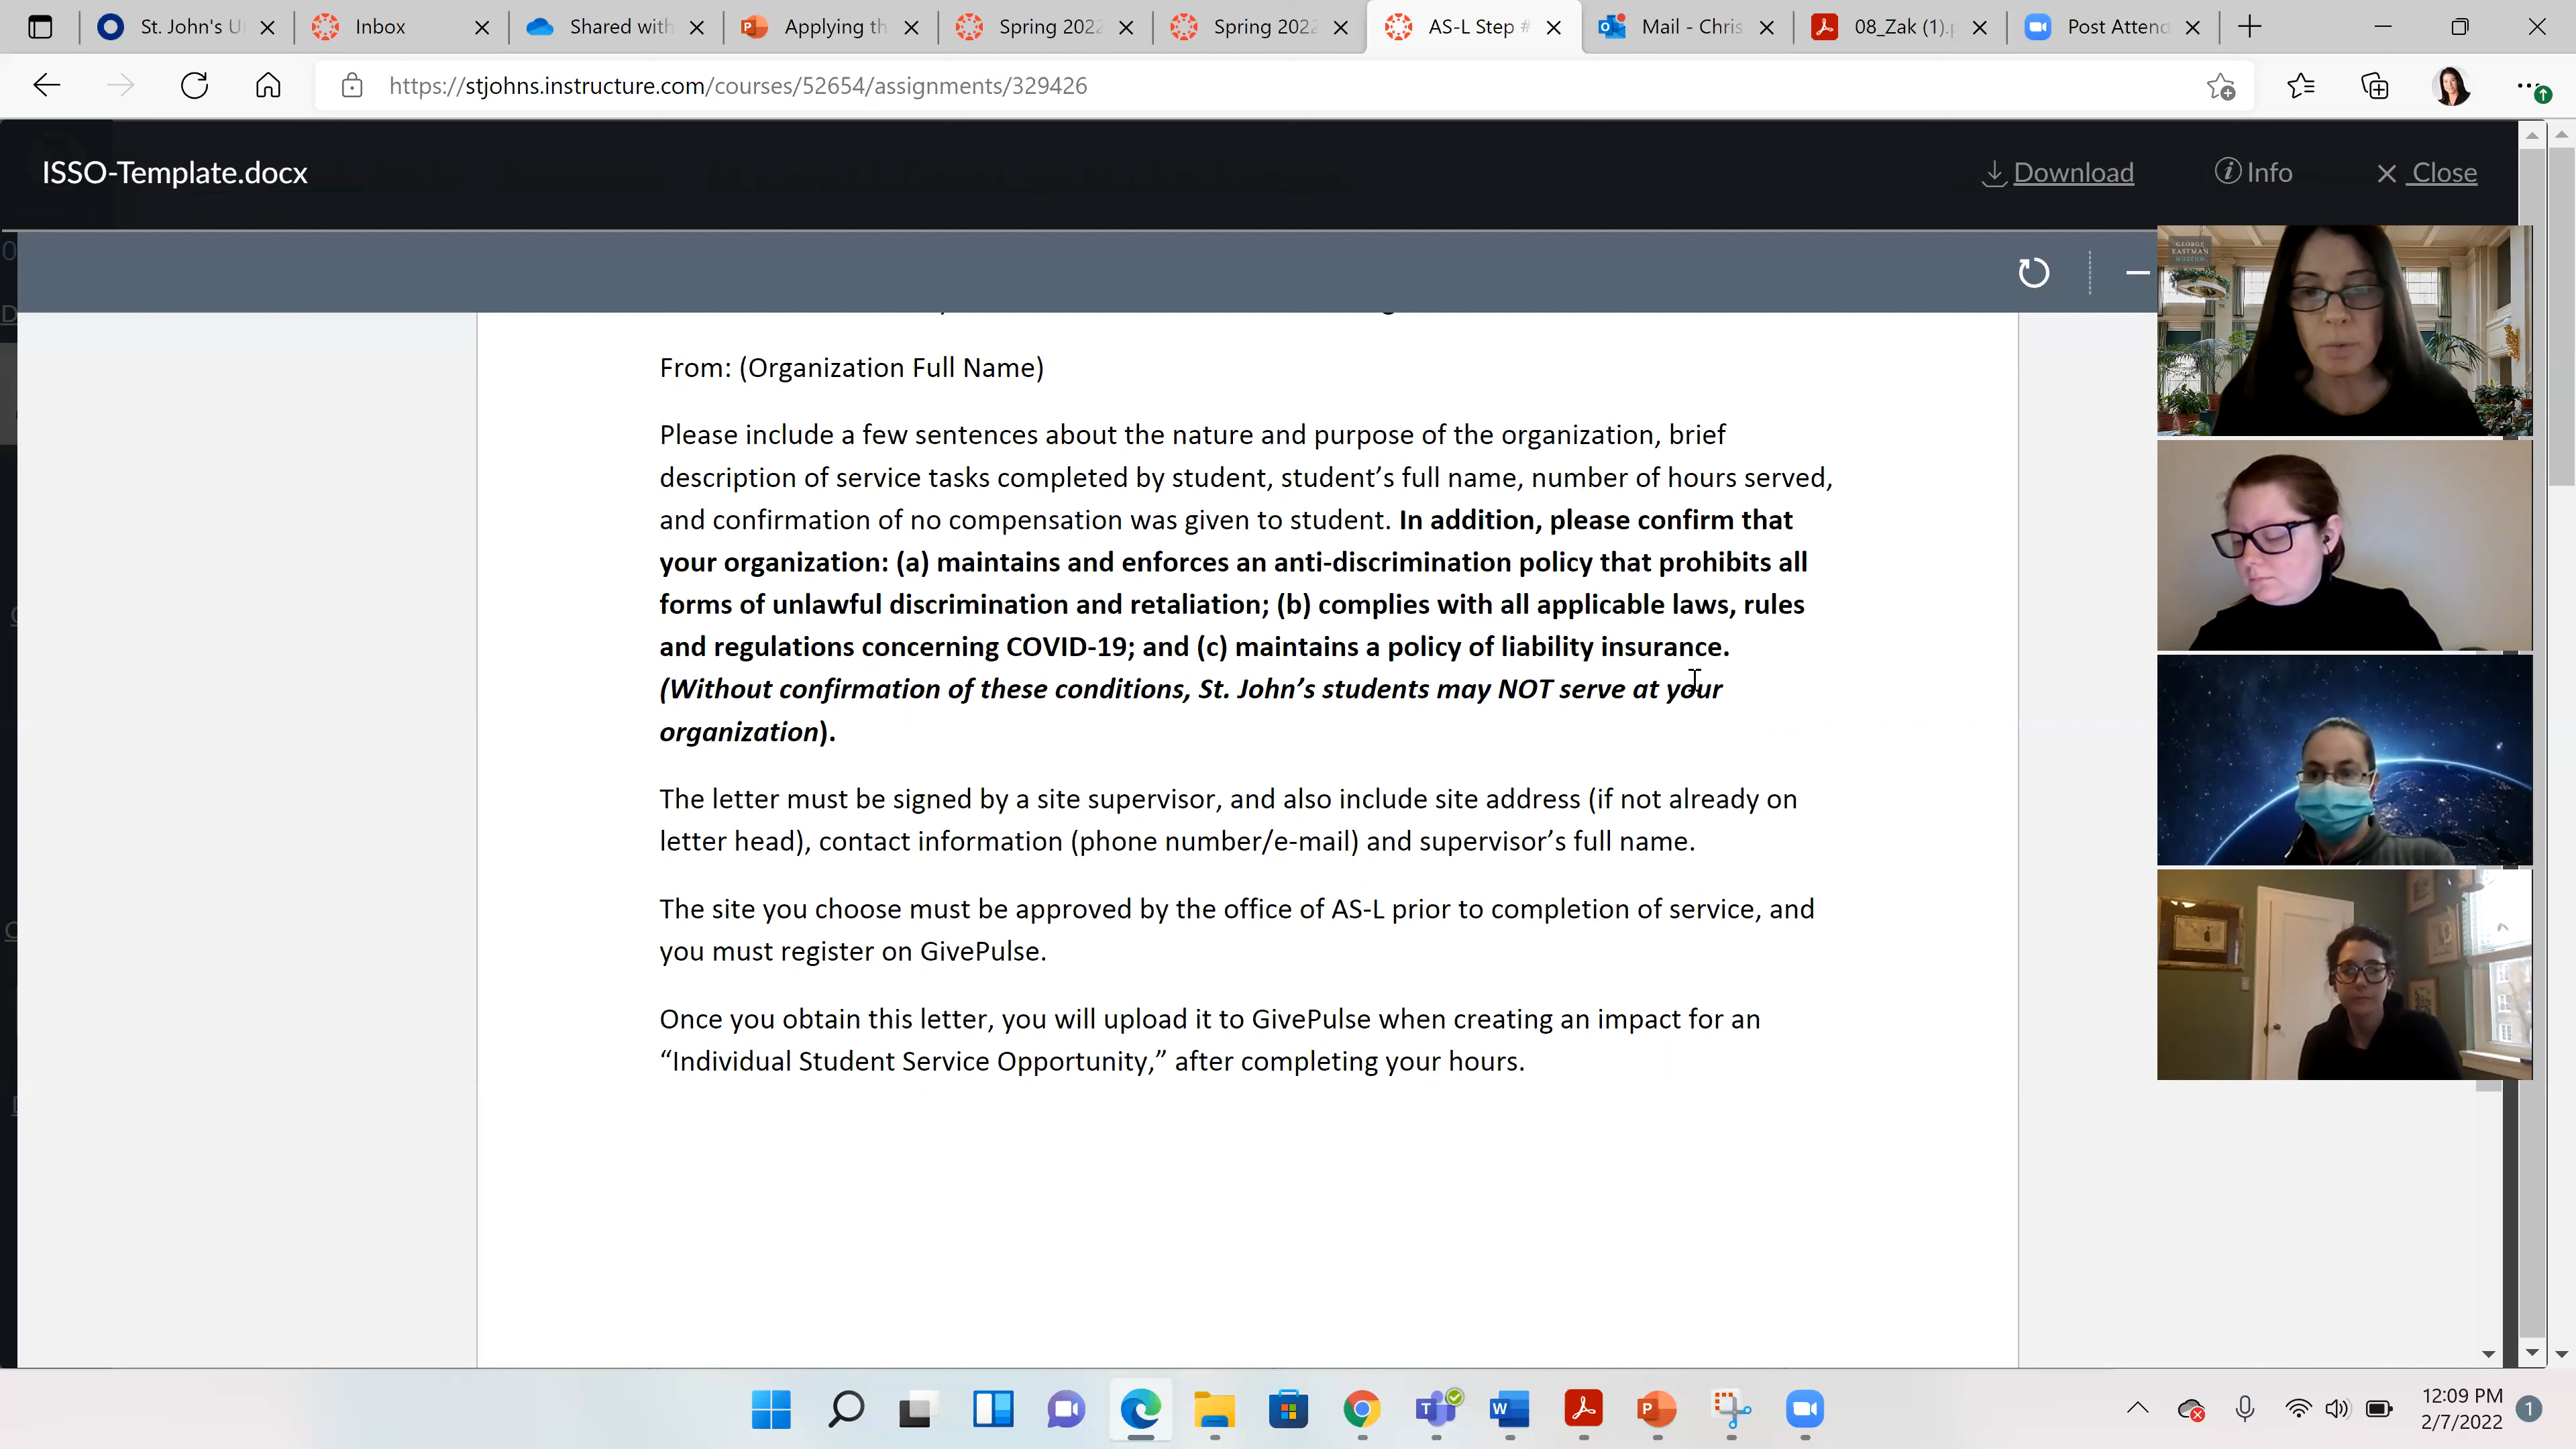 St. John's U
Inbox
Shared with
Applying th
Spring 2022
Spring 2022
AS-L Step #
Mail - Chris
08_Zak (1).p
Post Attend
https://stjohns.instructure.com/courses/52654/assignments/329426
ISSO-Template.docx
Download
Info
Close
GEORGE
EASTMAN
MUSEUM
From: (Organization Full Name)
Please include a few sentences about the nature and purpose of the organization, brief
description of service tasks completed by student, student’s full name, number of hours served,
and confirmation of no compensation was given to student. In addition, please confirm that
your organization: (a) maintains and enforces an anti-discrimination policy that prohibits all
forms of unlawful discrimination and retaliation; (b) complies with all applicable laws, rules
and regulations concerning COVID-19; and (c) maintains a policy of liability insurance.
(Without confirmation of these conditions, St. John’s students may NOT serve at your
organization).
The letter must be signed by a site supervisor, and also include site address (if not already on
letter head), contact information (phone number/e-mail) and supervisor’s full name.
The site you choose must be approved by the office of AS-L prior to completion of service, and
you must register on GivePulse.
Once you obtain this letter, you will upload it to GivePulse when creating an impact for an
“Individual Student Service Opportunity,” after completing your hours.
12:09 PM
2/7/2022
1